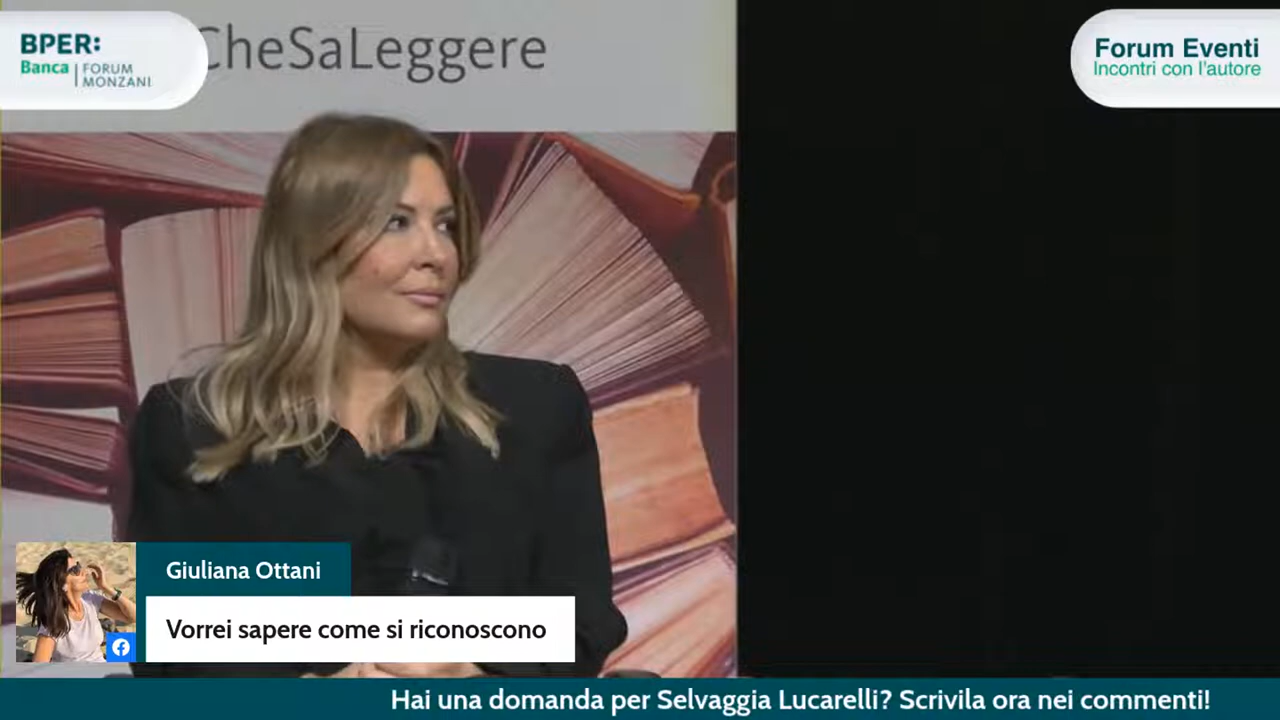 BPER:
Banca
FORUM
MONZANI
CheSaLeggere
Forum Eventi
Incontri con l'autore
Giuliana Ottani
Vorrei sapere come si riconoscono
Hai una domanda per Selvaggia Lucarelli? Scrivila ora nei commenti!